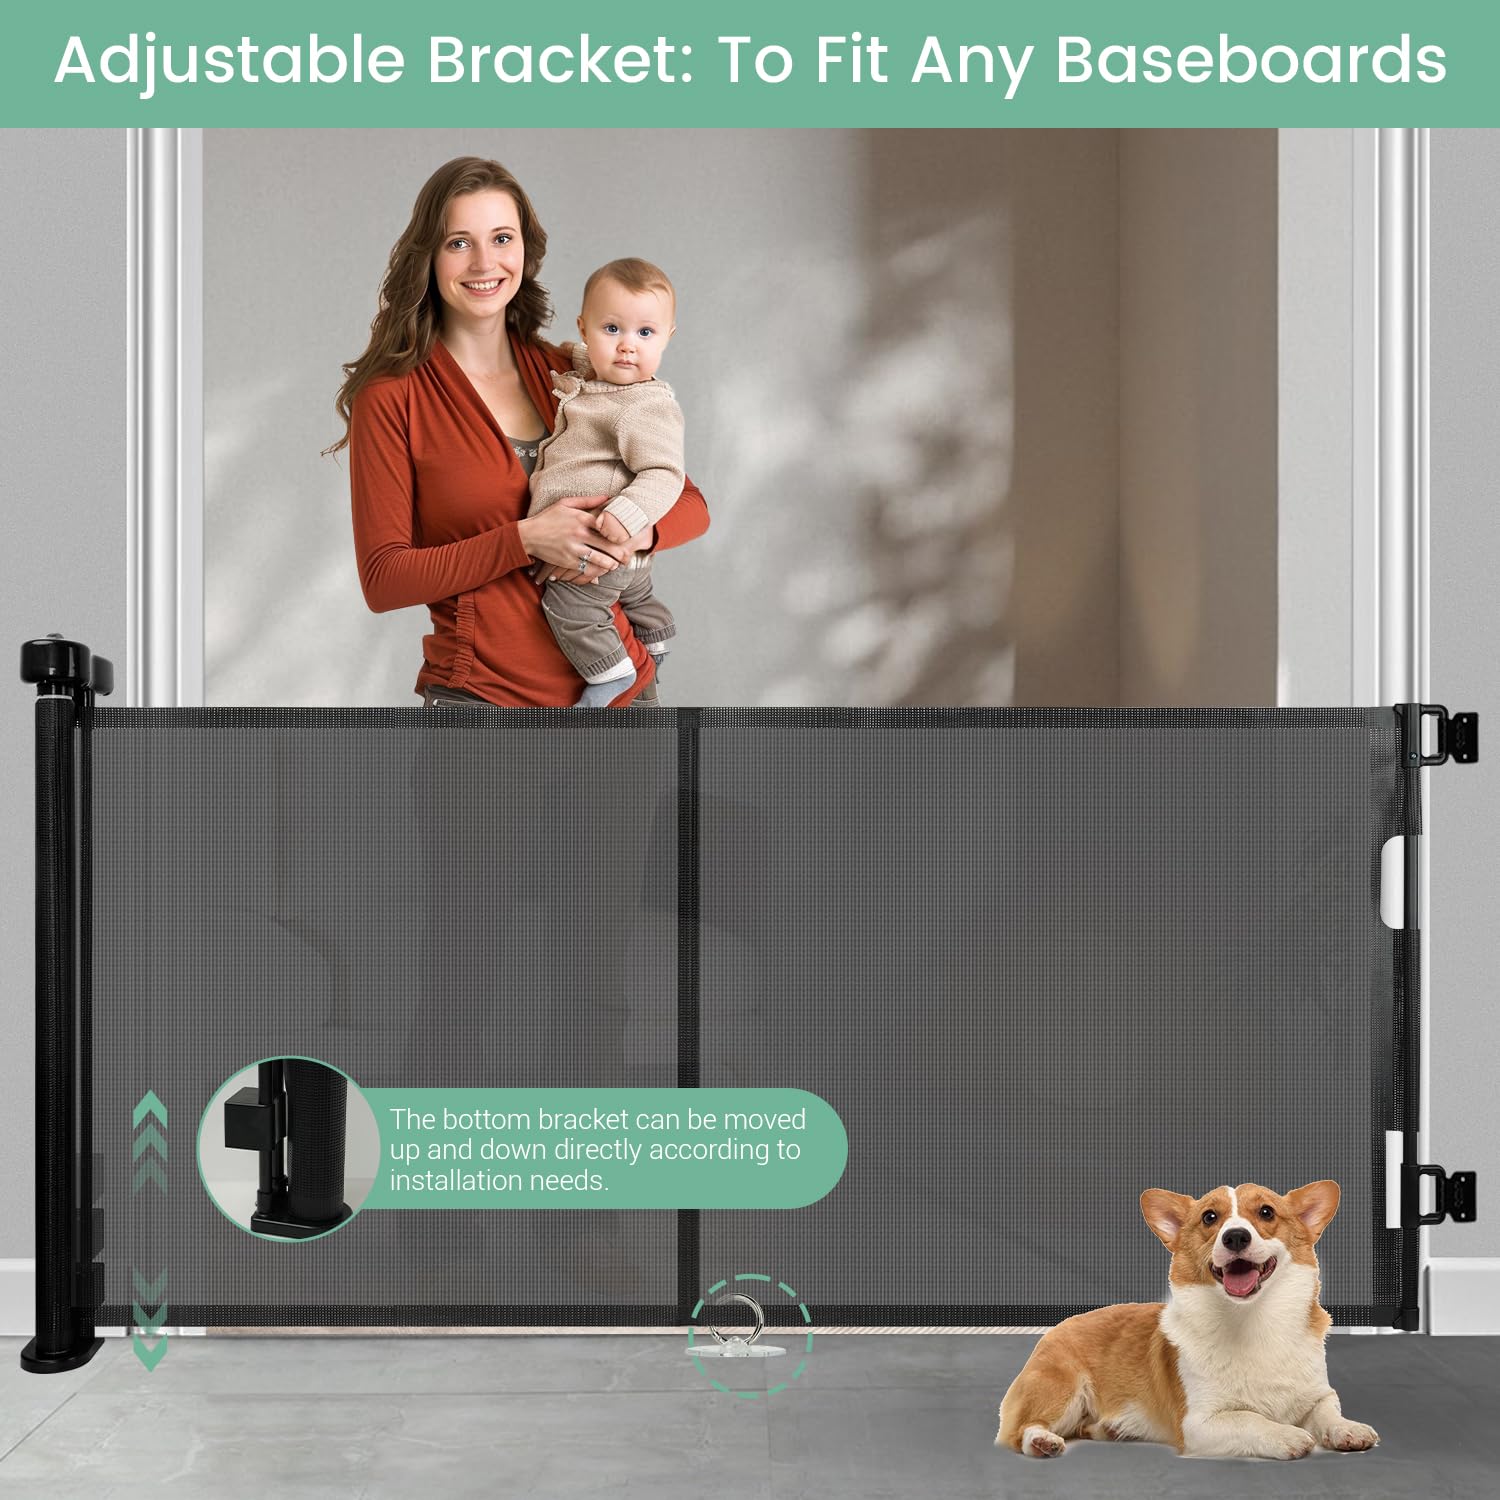 Adjustable Bracket: To Fit Any Baseboards
The bottom bracket can be moved
up and down directly according to
installation needs.